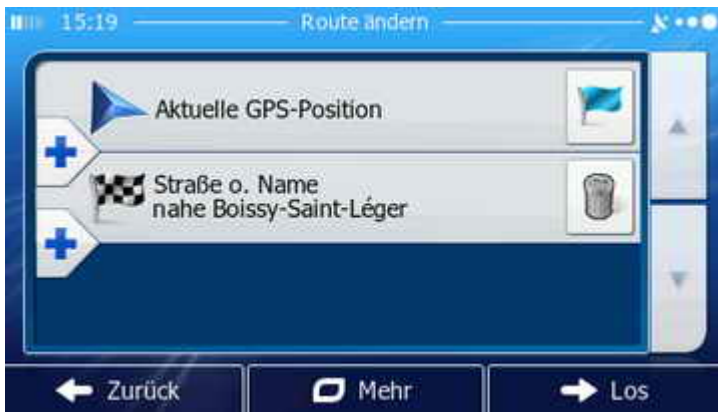 15:19
Route ändern
Aktuelle GPS-Position
Straße o. Name
nahe Boissy-Saint-Léger
Zurück
Mehr
Los